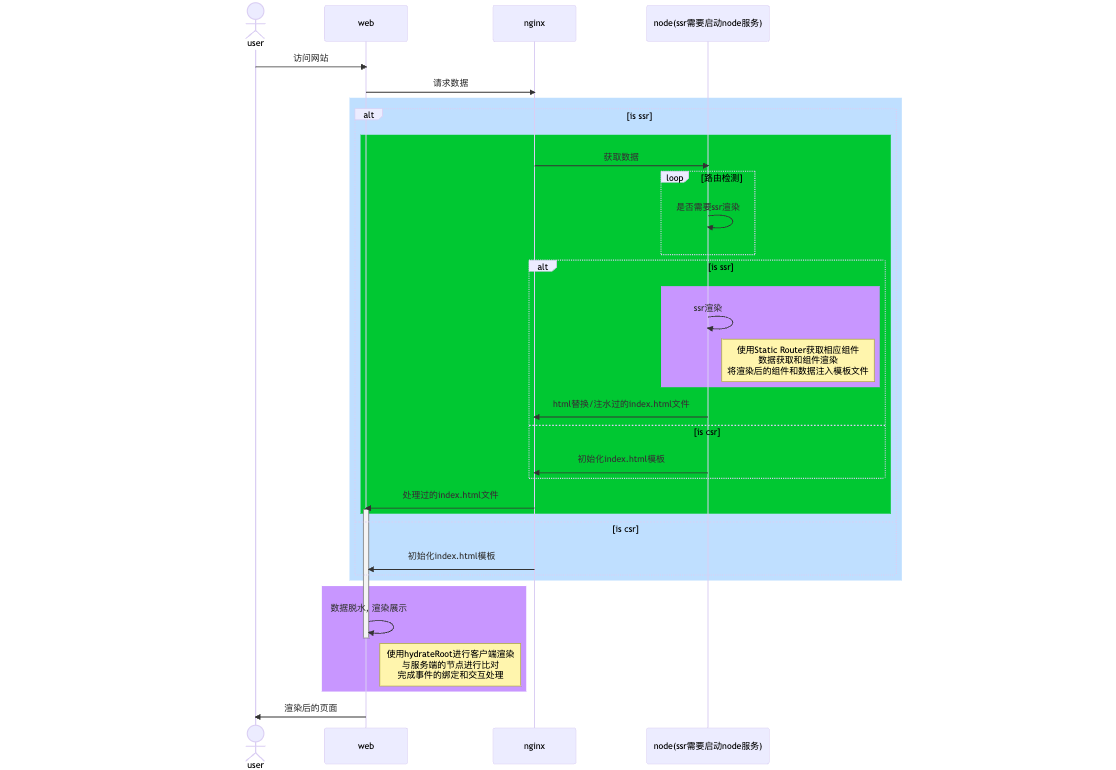 web
nginx
node(ssr需要启动node服务)
user
访问网站
请求数据
alt
[is ssr]
获取数据
loop
[路由检测]
是否需要ssr渲染
alt
[is ssr]
ssr渲染
使用Static Router获取相应组件
数据获取和组件渲染
将渲染后的组件和数据注入模板文件
html替换/注水过的index.html文件
[is csr]
初始化index.html模板
处理过的index.html文件
[is csr]
初始化index.html模板
数据脱水, 渲染展示
使用hydrateRoot进行客户端渲染
与服务端的节点进行比对
完成事件的绑定和交互处理
渲染后的页面
web
nginx
node(ssr需要启动node服务)
user